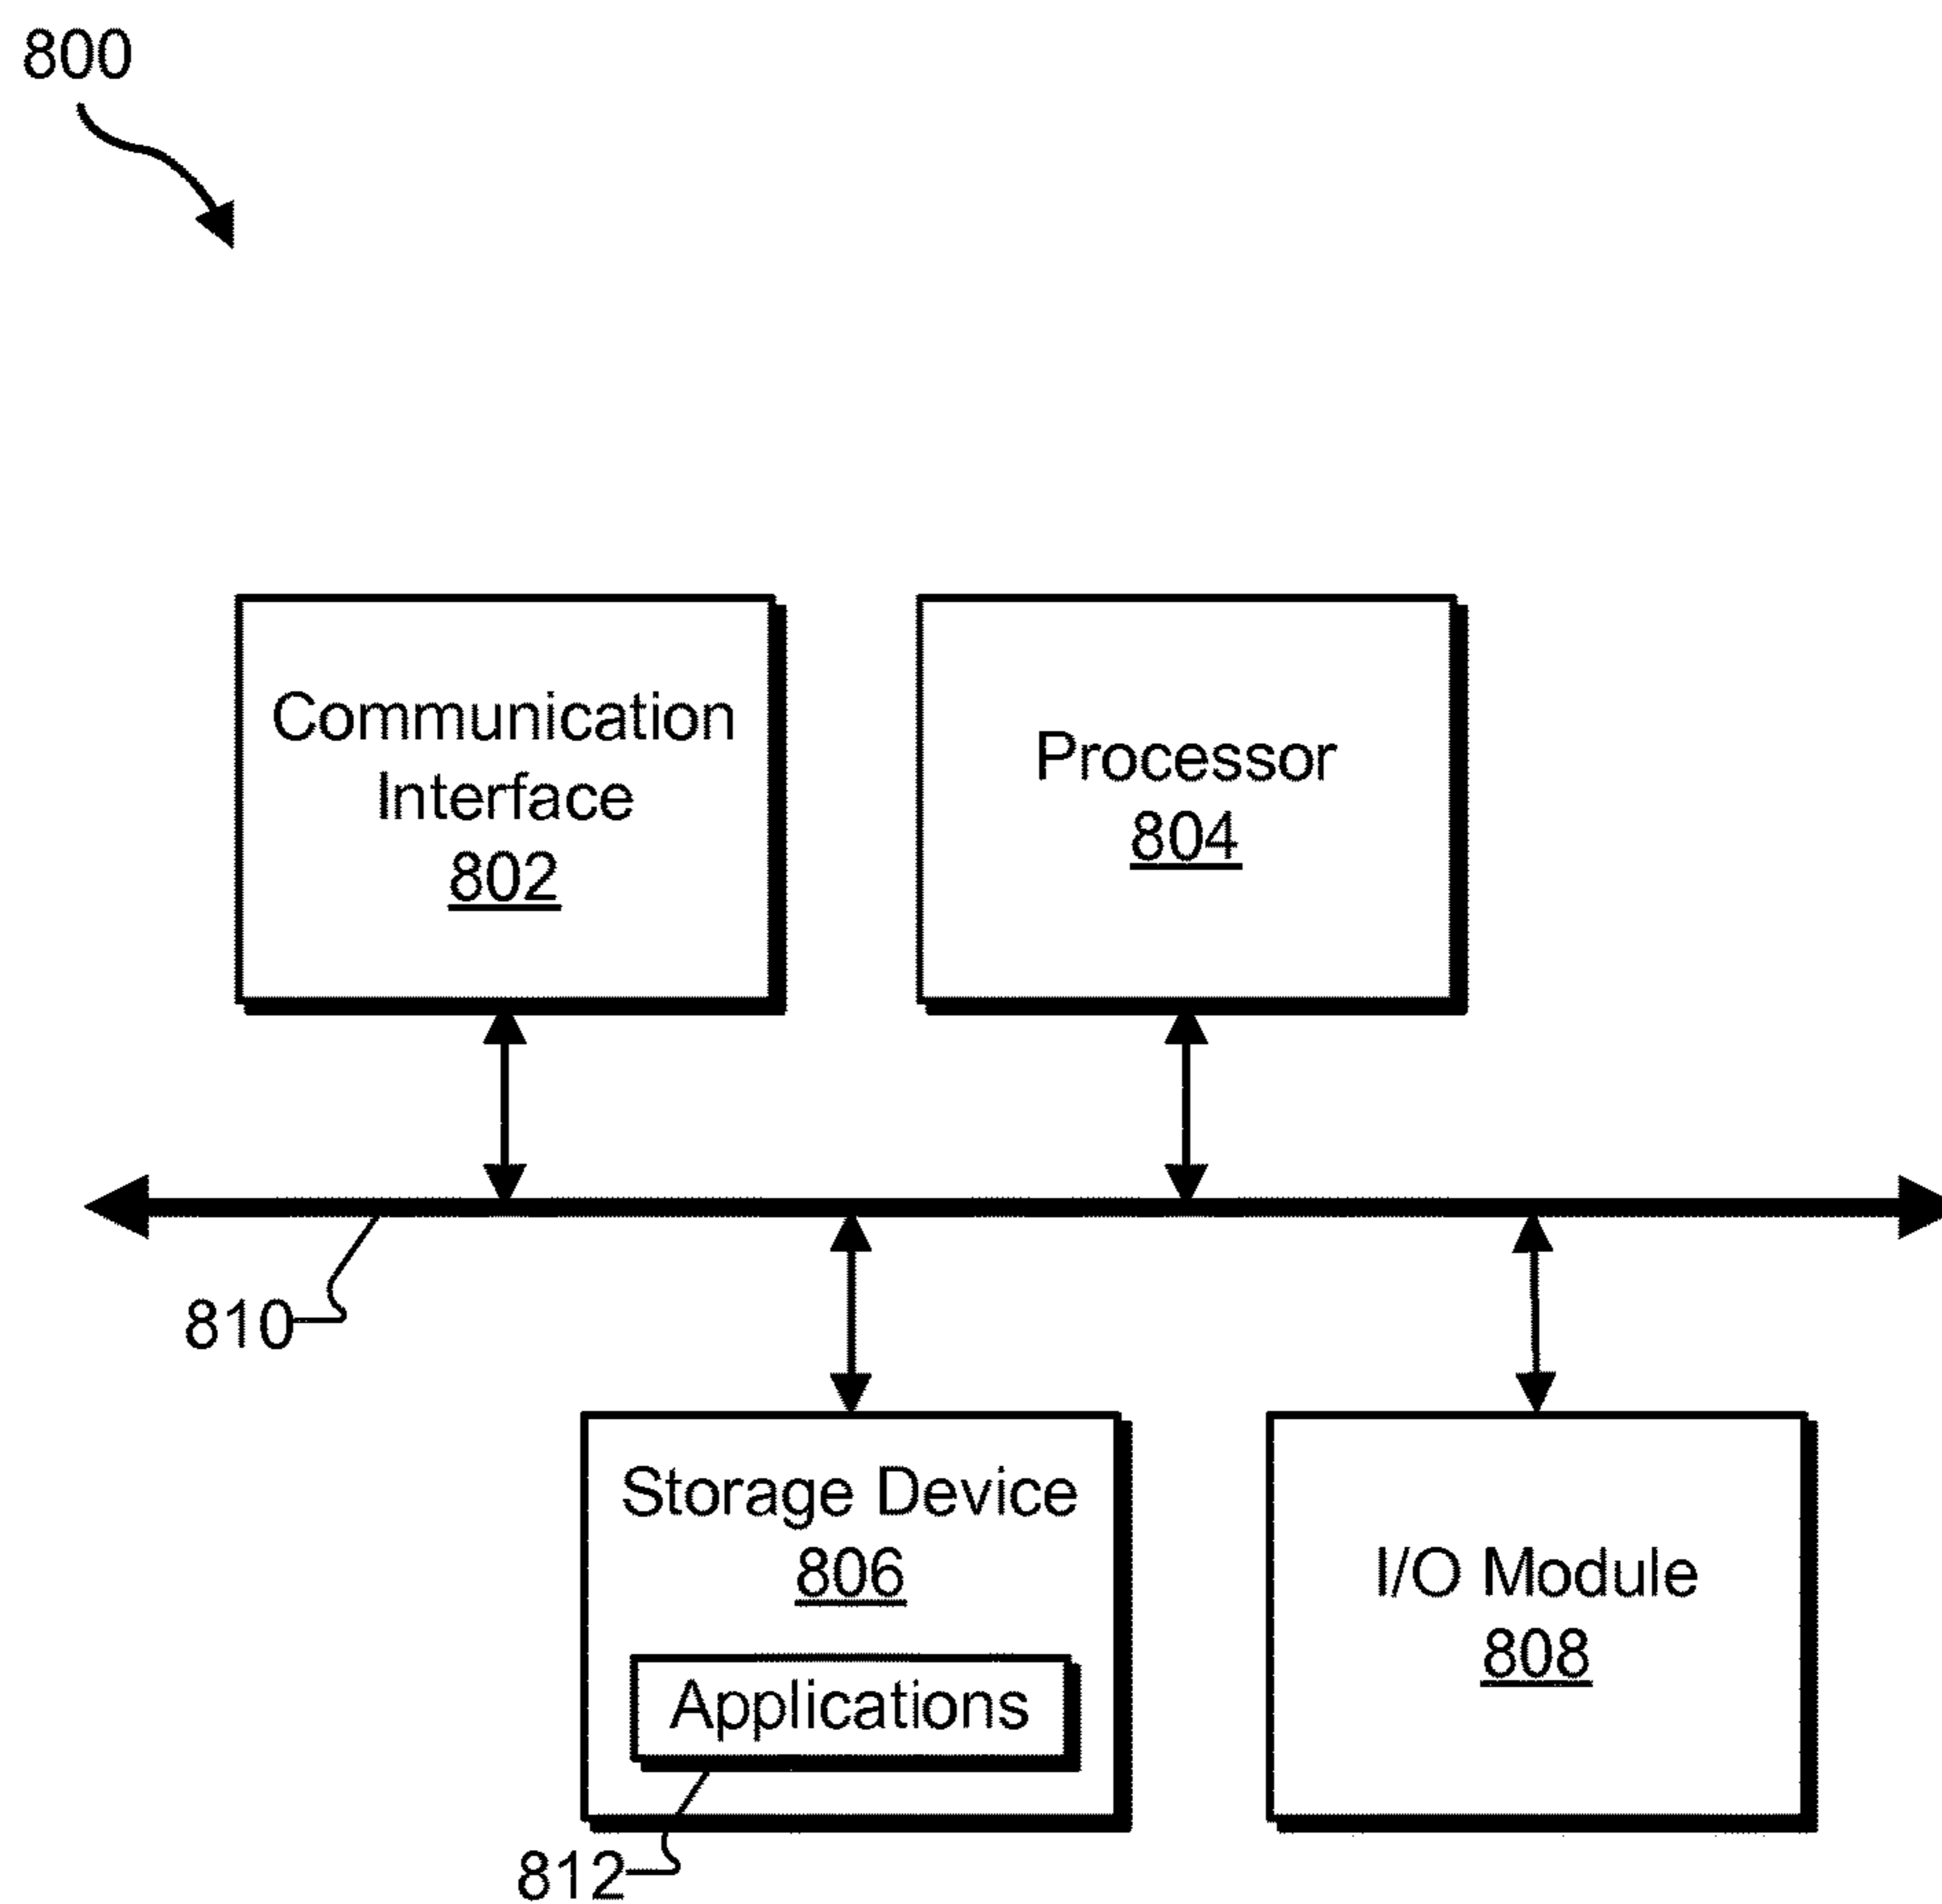 800
Communication
Interface
802
Processor
804
810
Storage Device
806
Applications
812
I/O Module
808